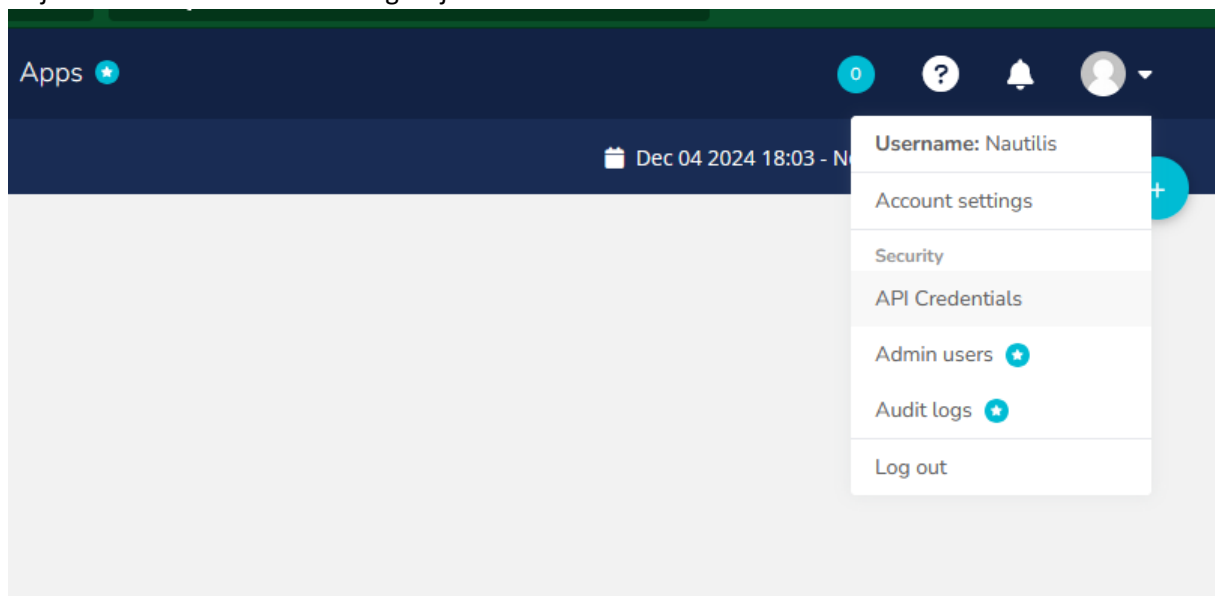 Apps
0
?
Dec 04 2024 18:03 - N
Username: Nautilis
+
Account settings
Security
API Credentials
Admin users
Audit logs
Log out